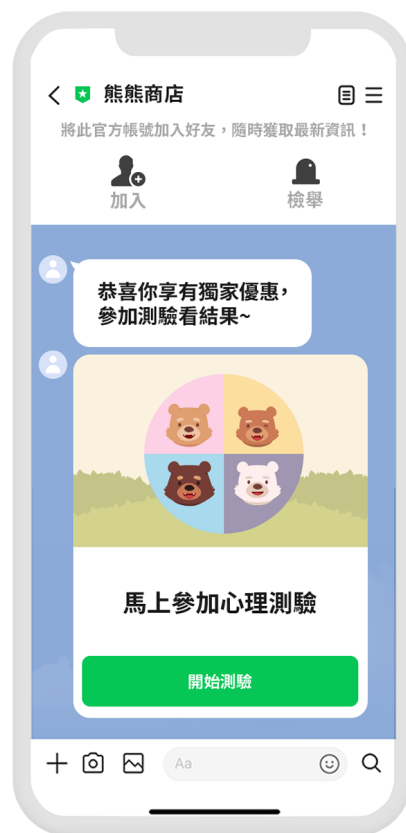 熊熊商店
將此官方帳號加入好友，隨時獲取最新資訊！
加入
檢舉
恭喜你享有獨家優惠，
參加測驗看結果~
馬上參加心理測驗
開始測驗
Aa